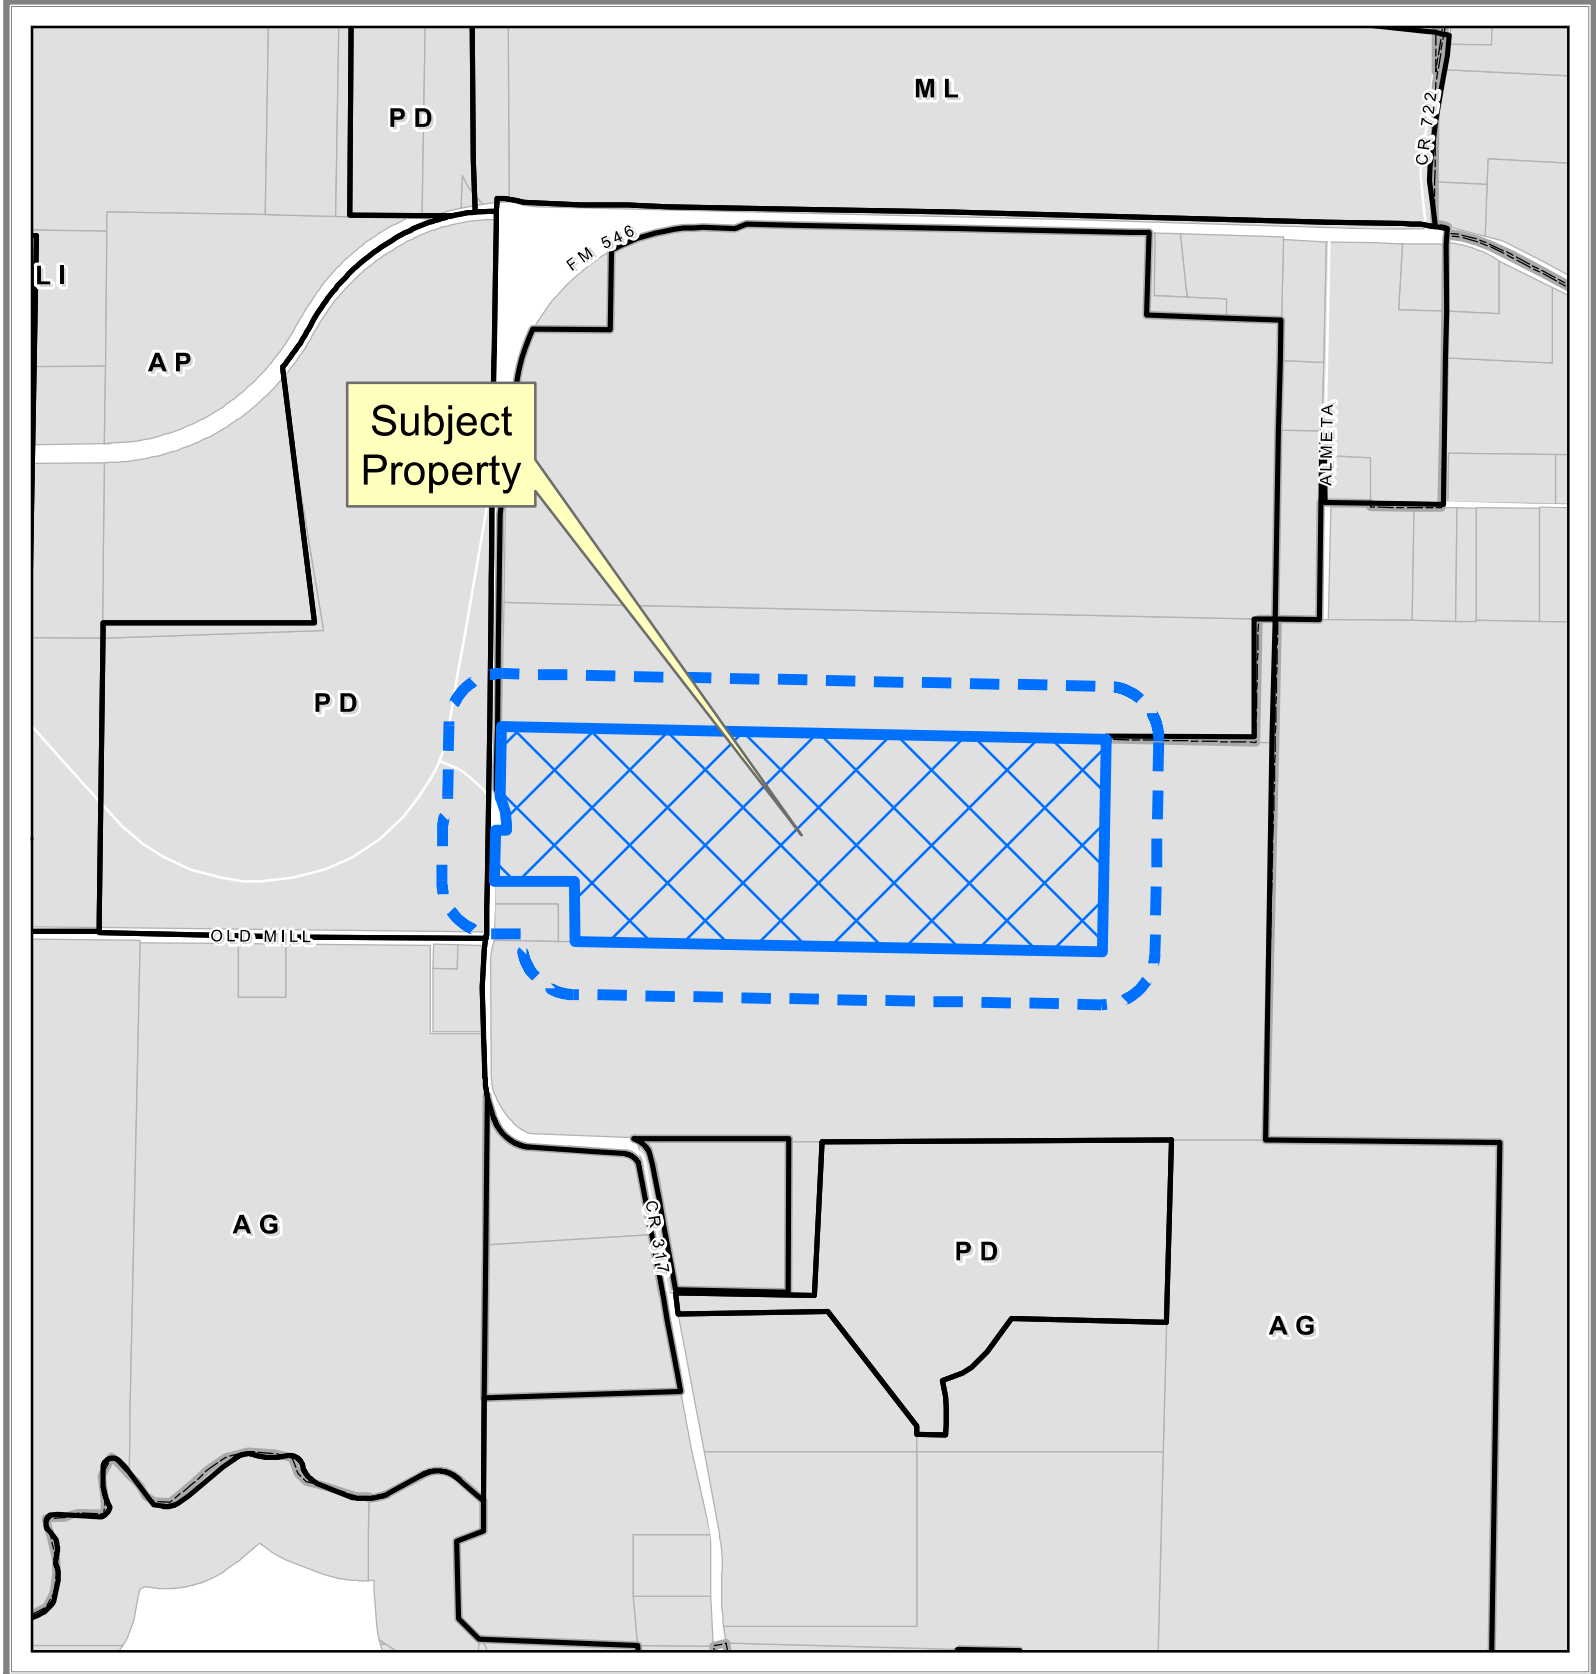 ML
PD
CR 722
FM 546
LI
AP
Subject
Property
ALMETA
PD
OLD MILL
AG
CR 317
PD
AG